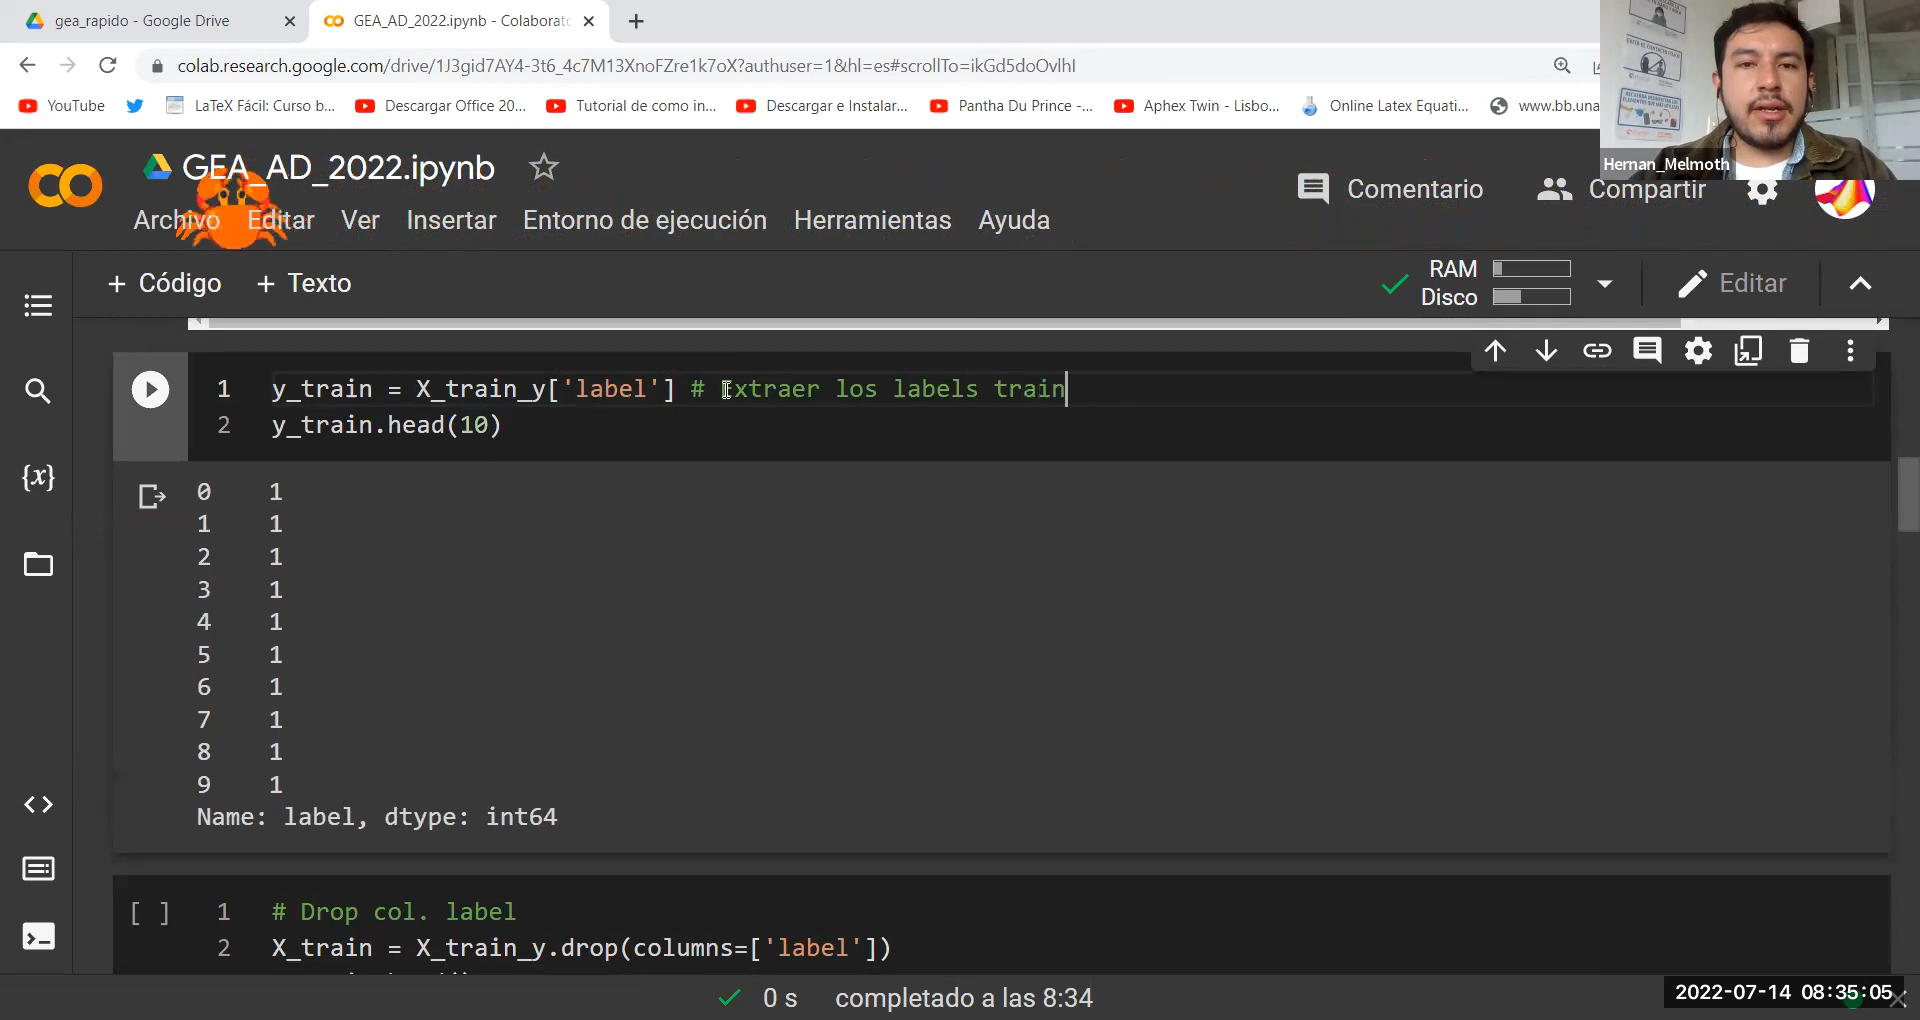 gea_rapido - Google Drive
GEA_AD_2022.ipynb - Colaborato
colab.research.google.com/drive/1J3gid7AY4-3t6_4c7M13XnoFZre1k7oX?authuser=1&hl=es#scrollTo=ikGd5doOvlhI
YouTube LaTeX Fácil: Curso b... Descargar Office 20... Tutorial de como in... Descargar e Instalar... Pantha Du Prince -... Aphex Twin - Lisbo... Online Latex Equati... www.bb.una
Hernan_Melmoth
GEA_AD_2022.ipynb
Comentario Compartir
Archivo Editar Ver Insertar Entorno de ejecución Herramientas Ayuda
+ Código + Texto
RAM
Disco
Editar
1 y_train = X_train_y['label'] # Extraer los labels train
2 y_train.head(10)
0 1
1 1
2 1
3 1
4 1
5 1
6 1
7 1
8 1
9 1
Name: label, dtype: int64
[ ] 1 # Drop col. label
2 X_train = X_train_y.drop(columns=['label'])
0 s completado a las 8:34
2022-07-14 08:35:05